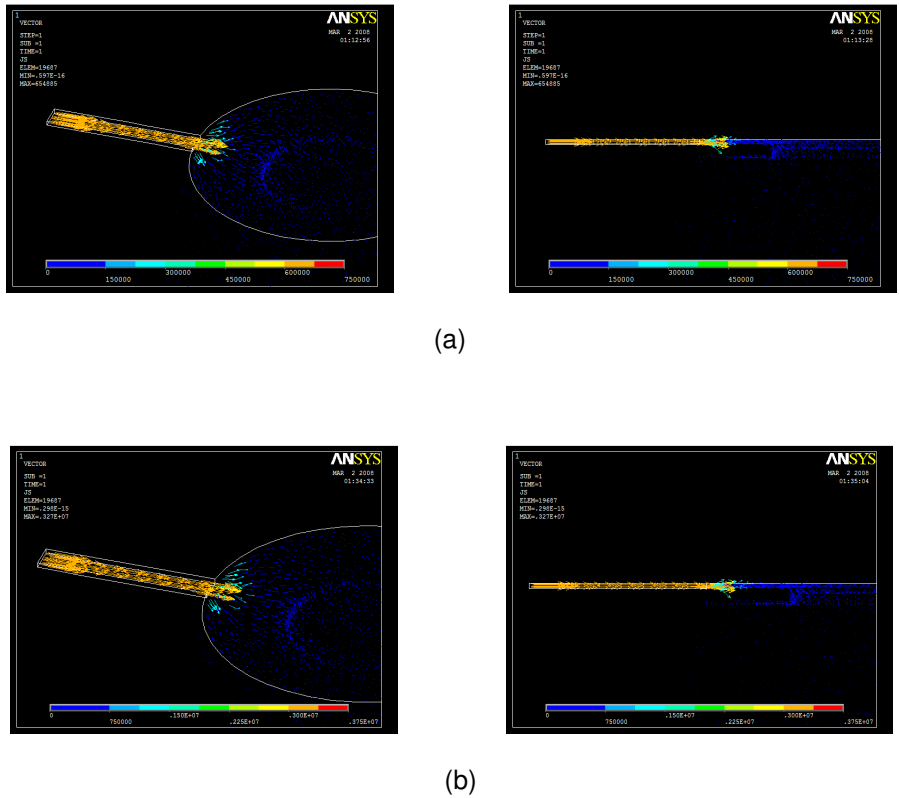 1
VECTOR
STEP=1
SUB =1
TIME=1
JS
ELEM=19687
MIN=.597E-16
MAX=654885
ANSYS
MAR 2 2008
01:12:56
0 150000 300000 450000 600000 750000
1
VECTOR
STEP=1
SUB =1
TIME=1
JS
ELEM=19687
MIN=.597E-16
MAX=654885
ANSYS
MAR 2 2008
01:13:28
0 150000 300000 450000 600000 750000
(a)
1
VECTOR
SUB =1
TIME=1
JS
ELEM=19687
MIN=.298E-15
MAX=.327E+07
ANSYS
MAR 2 2008
01:34:33
0 750000 .150E+07 .225E+07 .300E+07 .375E+07
1
VECTOR
SUB =1
TIME=1
JS
ELEM=19687
MIN=.298E-15
MAX=.327E+07
ANSYS
MAR 2 2008
01:35:04
0 750000 .150E+07 .225E+07 .300E+07 .375E+07
(b)